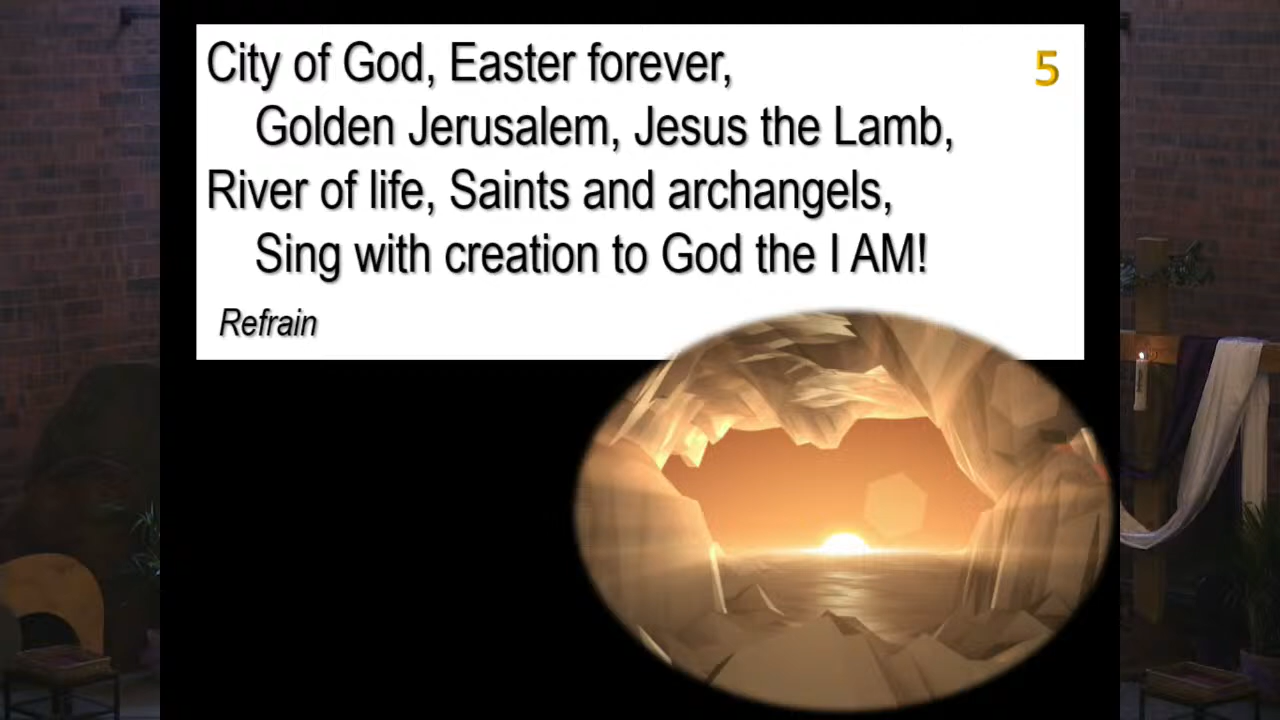 City of God, Easter forever, 5
Golden Jerusalem, Jesus the Lamb,
River of life, Saints and archangels,
Sing with creation to God the I AM!
Refrain